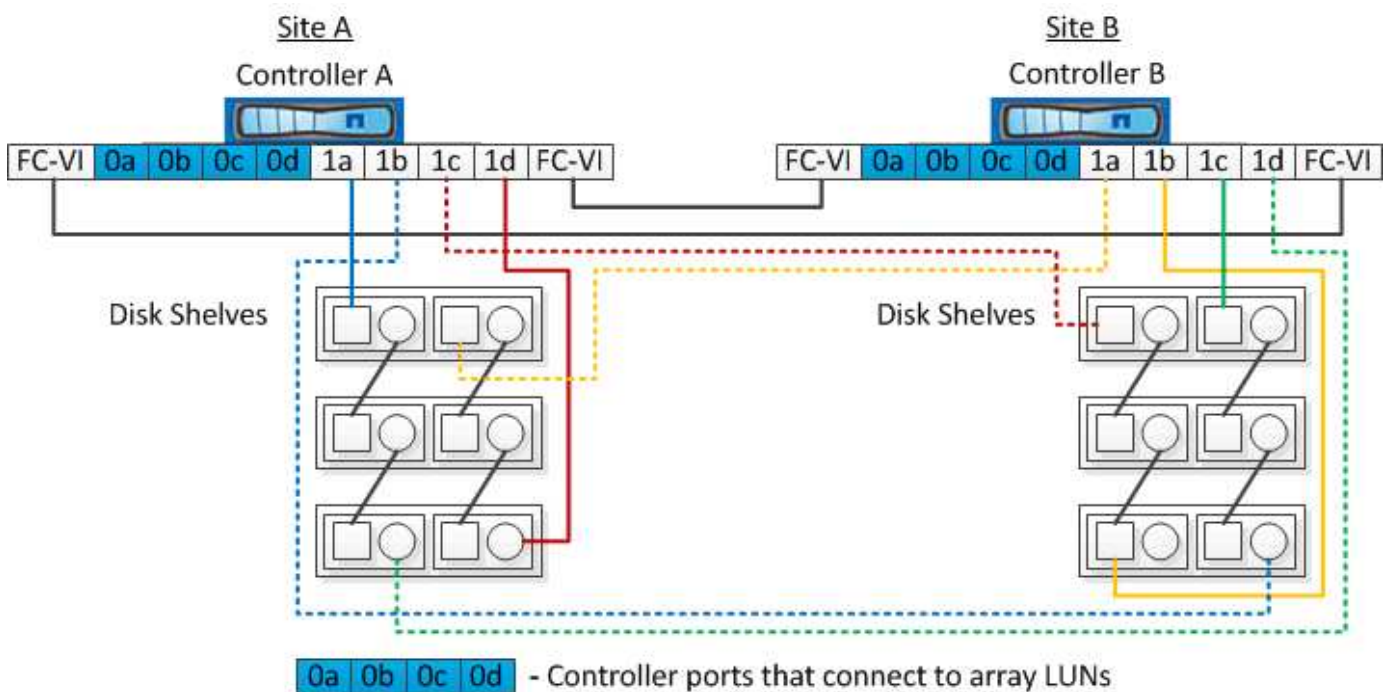 Site A
Site B
Controller A
Controller B
FC-VI 0a 0b 0c 0d 1a 1b 1c 1d FC-VI
FC-VI 0a 0b 0c 0d 1a 1b 1c 1d FC-VI
Disk Shelves
Disk Shelves
0a 0b 0c 0d - Controller ports that connect to array LUNs